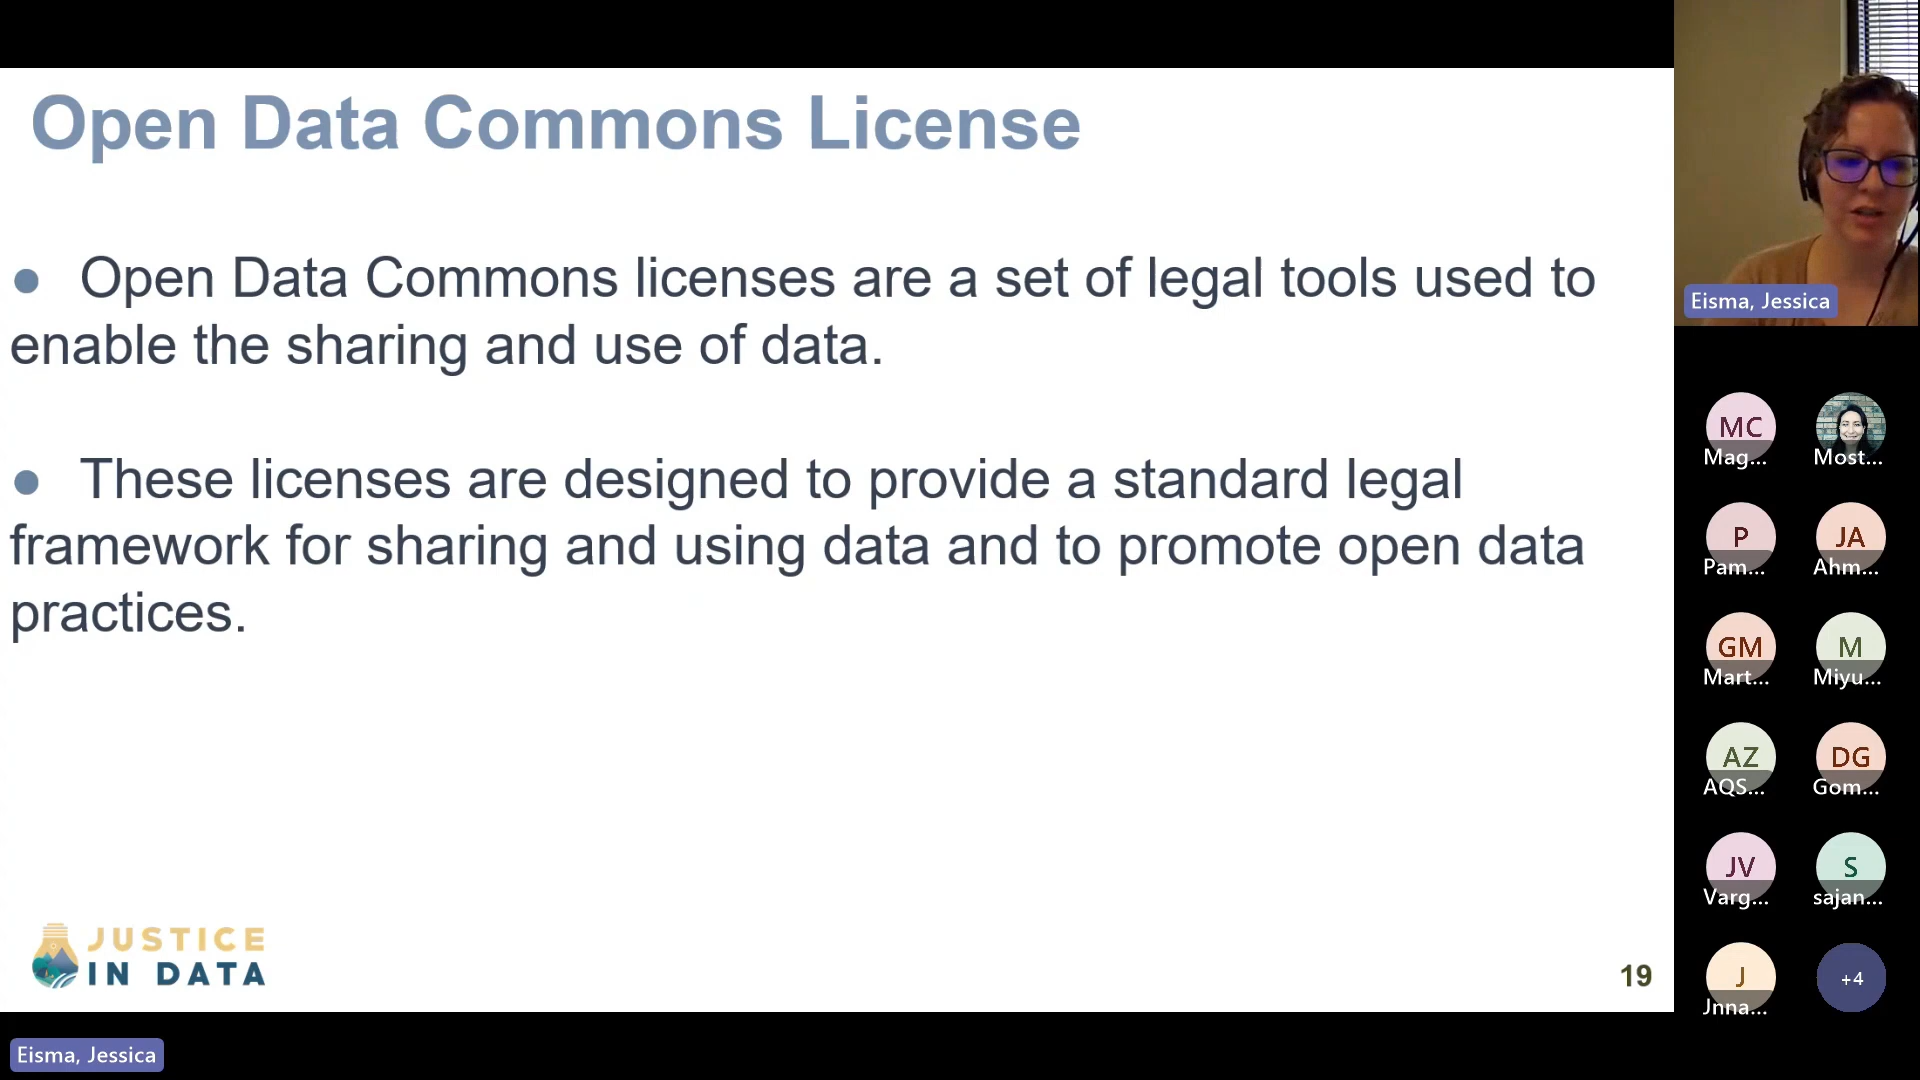 Open Data Commons License
● Open Data Commons licenses are a set of legal tools used to
enable the sharing and use of data.
● These licenses are designed to provide a standard legal
framework for sharing and using data and to promote open data
practices.
JUSTICE
IN DATA
19
Eisma, Jessica
Eisma, Jessica
MC
Mag...
Most...
P
Pam...
JA
Ahm...
GM
Mart...
M
Miyu...
AZ
AQS...
DG
Gom...
JV
Varg...
S
sajan...
J
Jnna...
+4